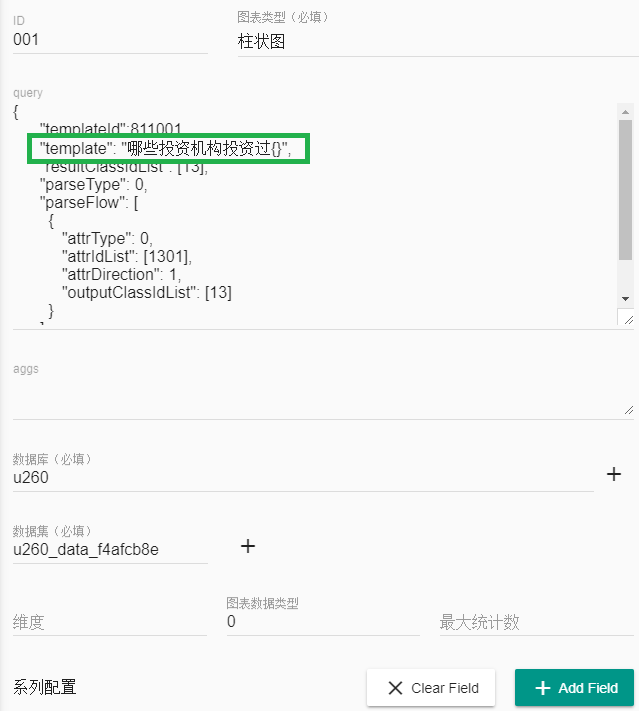 ID
图表类型（必填）
001
柱状图
query
{
"templateId":811001,
"template": "哪些投资机构投资过{}",
"resultClassIdList": [13],
"parseType": 0,
"parseFlow": [
{
"attrType": 0,
"attrIdList": [1301],
"attrDirection": 1,
"outputClassIdList": [13]
}
]
aggs
数据库（必填）
u260
数据集（必填）
u260_data_f4afcb8e
图表数据类型
维度
0
最大统计数
系列配置
Clear Field
Add Field